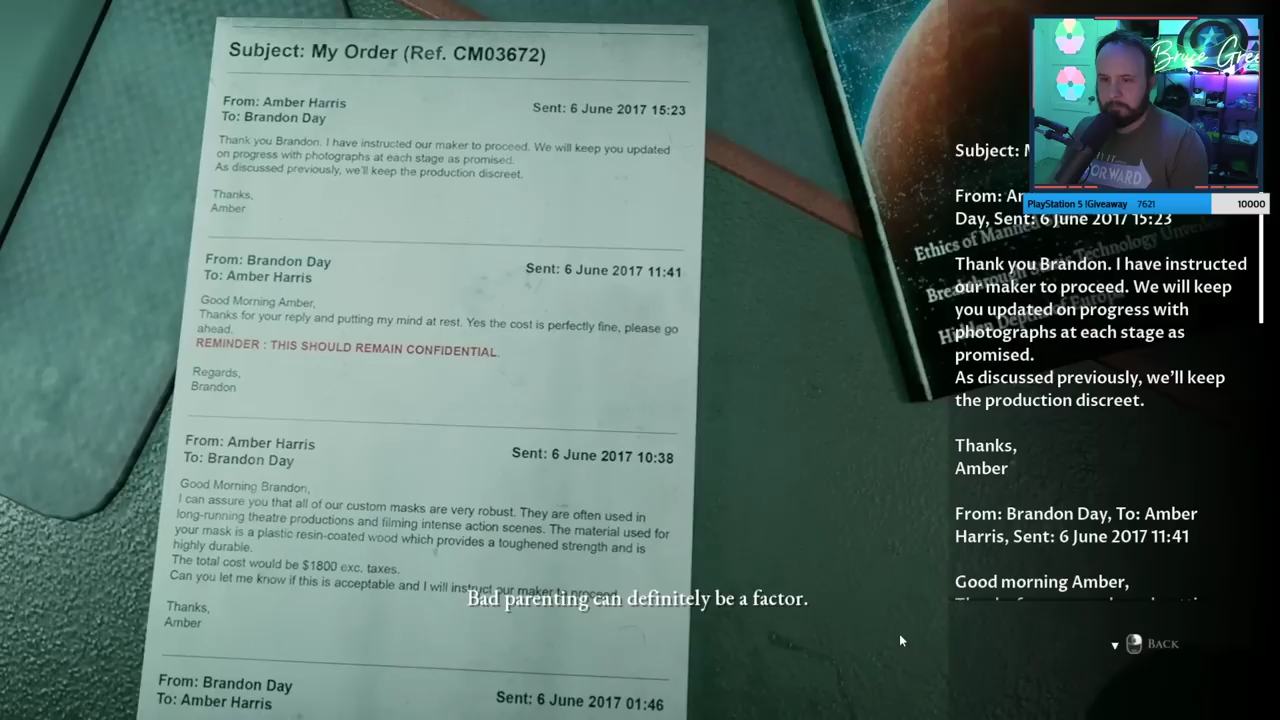 Subject: My Order (Ref. CM03672)
From: Amber Harris
Sent: 6 June 2017 15:23
To: Brandon Day
Thank you Brandon. I have instructed our maker to proceed. We will keep you updated
on progress with photographs at each stage as promised.
As discussed previously, we'll keep the production discreet.
Thanks,
Amber
From: Brandon Day
Sent: 6 June 2017 11:41
To: Amber Harris
Good Morning Amber,
Thanks for your reply and putting my mind at rest. Yes the cost is perfectly fine, please go
ahead.
REMINDER : THIS SHOULD REMAIN CONFIDENTIAL.
Regards,
Brandon
From: Amber Harris
Sent: 6 June 2017 10:38
To: Brandon Day
Good Morning Brandon,
I can assure you that all of our custom masks are very robust. They are often used in
long-running theatre productions and filming intense action scenes. The material used for
your mask is a plastic resin-coated wood which provides a toughened strength and is
highly durable.
The total cost would be $1800 exc. taxes.
Can you let me know if this is acceptable and I will instruct our maker to
Thanks,
Amber
From: Brandon Day
Sent: 6 June 2017 01:46
To: Amber Harris
Bad parenting can definitely be a factor.
Ethics of Manned
Technology
Hidden Depths of Europa
Bruce Gree
FORWARD
PlayStation 5 !Giveaway 7621 10000
Subject:
From:
Day, Sent: 6 June 2017 15:23
Thank you Brandon. I have instructed
our maker to proceed. We will keep
you updated on progress with
photographs at each stage as
promised.
As discussed previously, we'll keep
the production discreet.
Thanks,
Amber
From: Brandon Day, To: Amber
Harris, Sent: 6 June 2017 11:41
Good morning Amber,
BACK